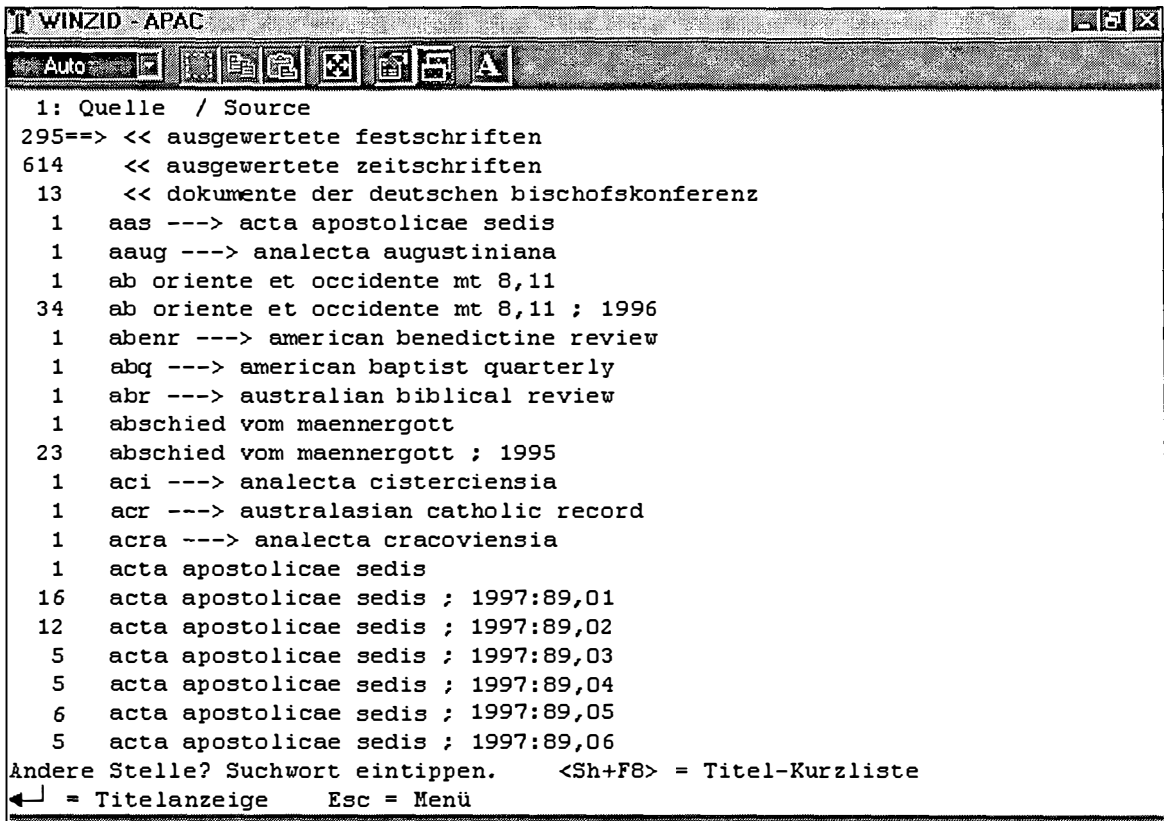 WINZID - APAC
Auto A
1: Quelle / Source
295==> << ausgewertete festschriften
614 << ausgewertete zeitschriften
13 << dokumente der deutschen bischofskonferenz
1 aas ---> acta apostolicae sedis
1 aaug ---> analecta augustiniana
1 ab oriente et occidente mt 8,11
34 ab oriente et occidente mt 8,11 ; 1996
1 abenr ---> american benedictine review
1 abq ---> american baptist quarterly
1 abr ---> australian biblical review
1 abschied vom maennergott
23 abschied vom maennergott ; 1995
1 aci ---> analecta cisterciensia
1 acr ---> australasian catholic record
1 acra ---> analecta cracoviensia
1 acta apostolicae sedis
16 acta apostolicae sedis ; 1997:89,01
12 acta apostolicae sedis ; 1997:89,02
5 acta apostolicae sedis ; 1997:89,03
5 acta apostolicae sedis ; 1997:89,04
6 acta apostolicae sedis ; 1997:89,05
5 acta apostolicae sedis ; 1997:89,06
Andere Stelle? Suchwort eintippen. <Sh+F8> = Titel-Kurzliste
= Titelanzeige Esc = Menü